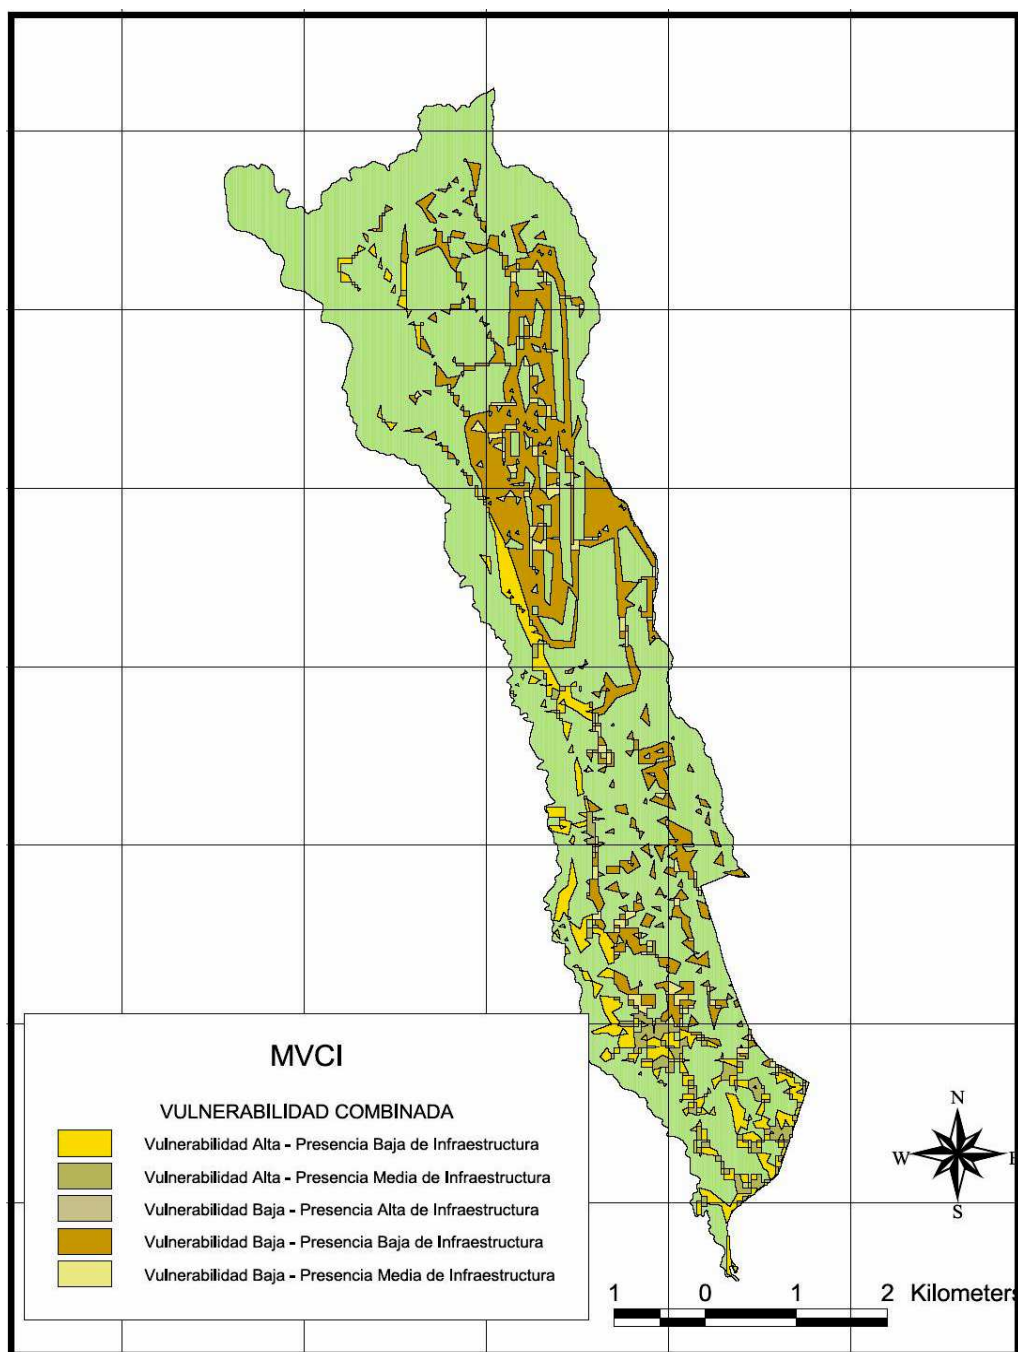 MVCI
VULNERABILIDAD COMBINADA
Vulnerabilidad Alta - Presencia Baja de Infraestructura
Vulnerabilidad Alta - Presencia Media de Infraestructura
Vulnerabilidad Baja - Presencia Alta de Infraestructura
Vulnerabilidad Baja - Presencia Baja de Infraestructura
Vulnerabilidad Baja - Presencia Media de Infraestructura
N
W E
S
1 0 1 2 Kilometers